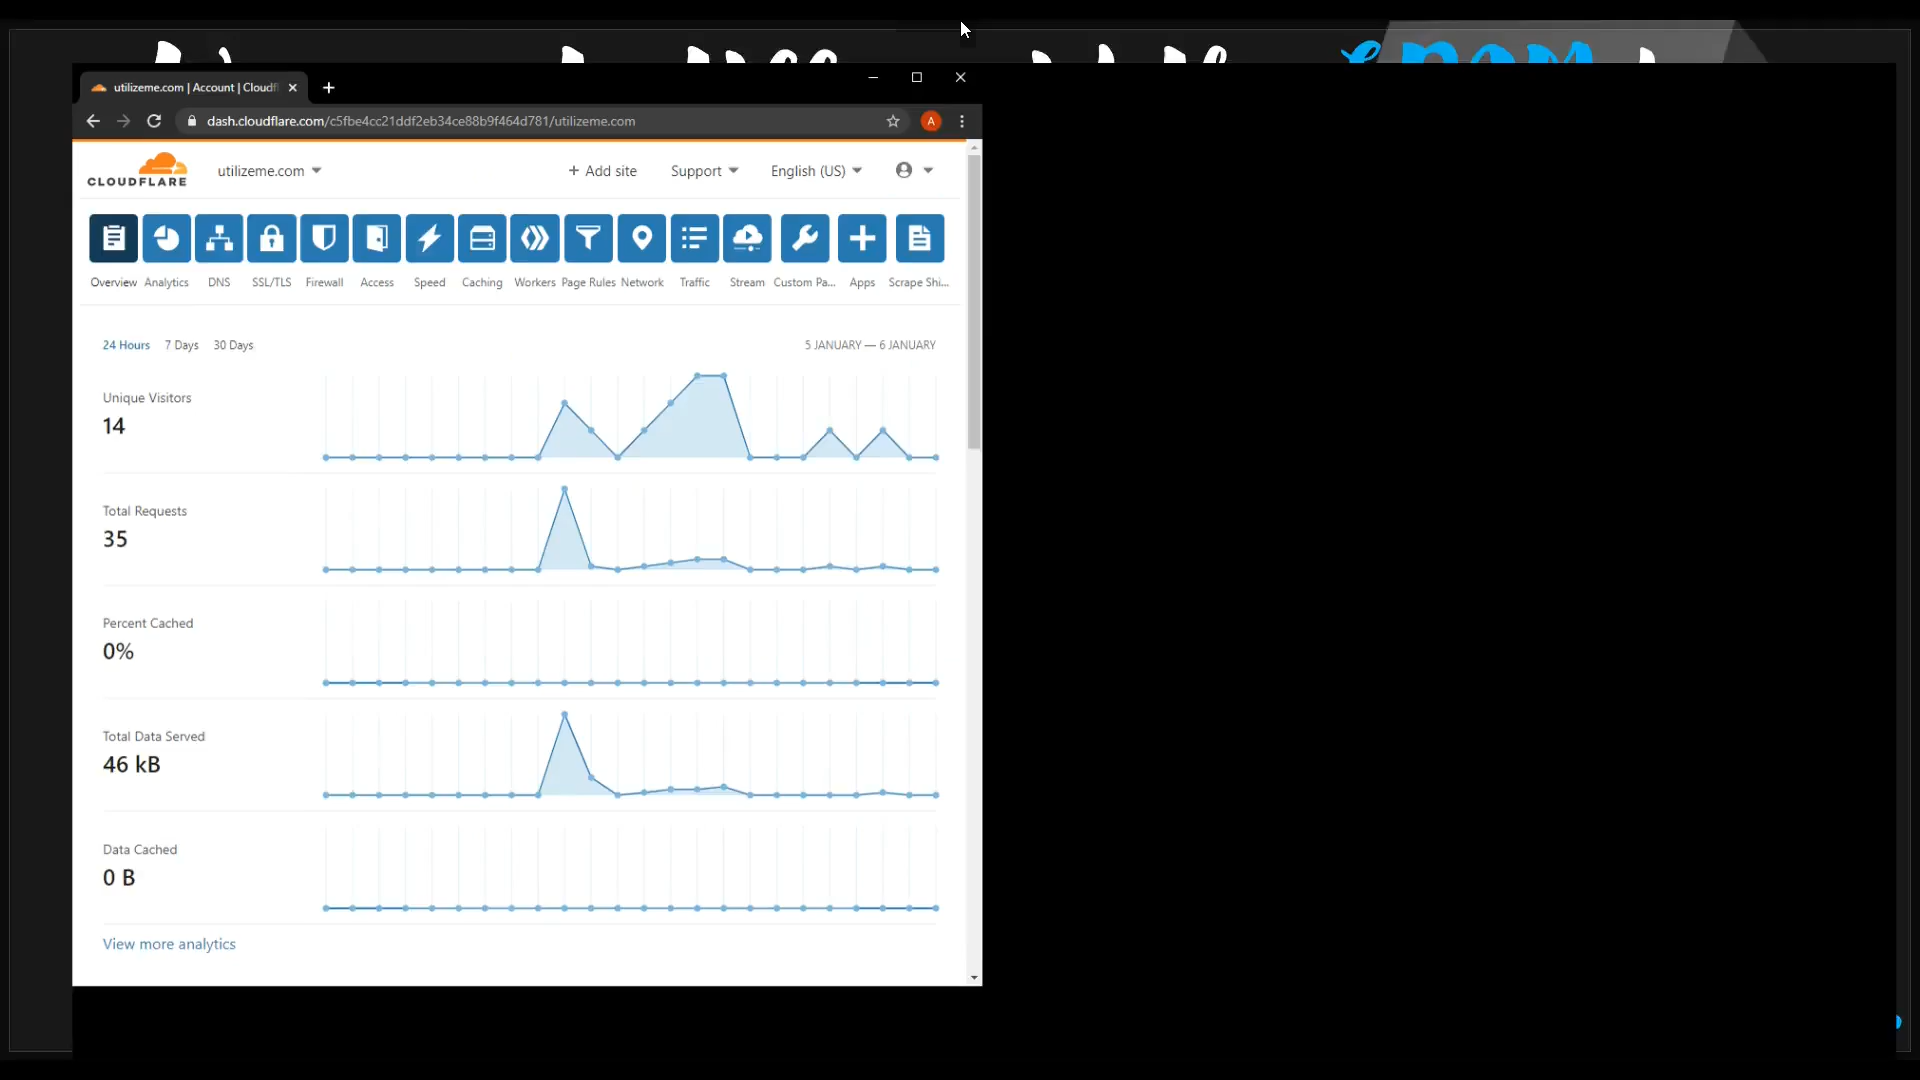 utilizeme.com | Account | Cloudf
dash.cloudflare.com/c5fbe4cc21ddf2eb34ce88b9f464d781/utilizeme.com
A
CLOUDFLARE
utilizeme.com
+ Add site
Support
English (US)
Overview
Analytics
DNS
SSL/TLS
Firewall
Access
Speed
Caching
Workers
Page Rules
Network
Traffic
Stream
Custom Pa...
Apps
Scrape Shi...
24 Hours
7 Days
30 Days
5 JANUARY — 6 JANUARY
Unique Visitors
14
Total Requests
35
Percent Cached
0%
Total Data Served
46 kB
Data Cached
0 B
View more analytics